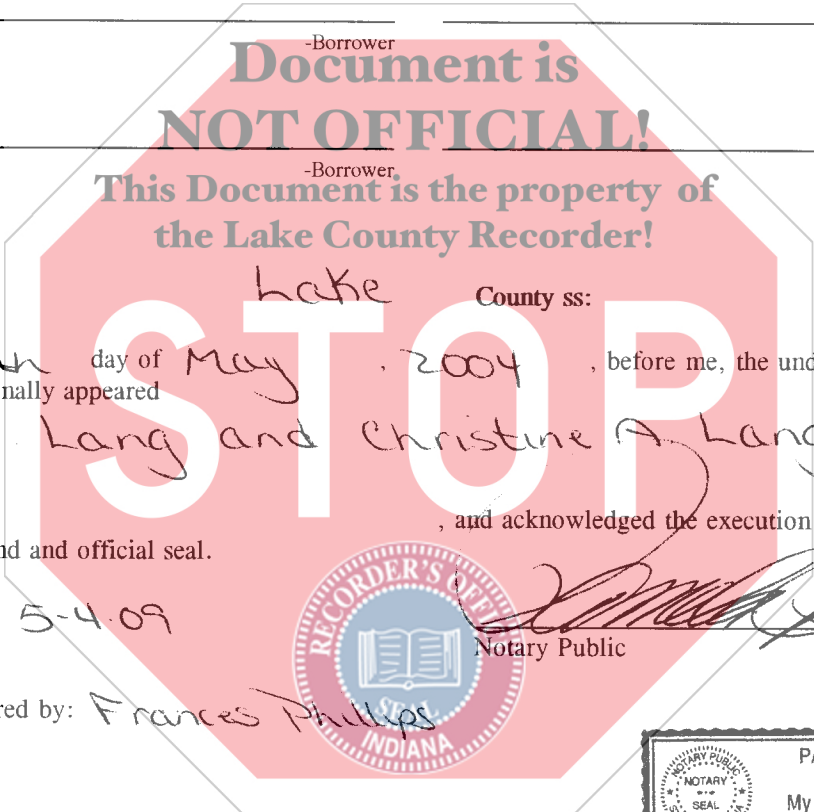 -Borrower
Document is
NOT OFFICIAL!
-Borrower
This Document is the property of
the Lake County Recorder!
Lake County ss:
day of May , 2004 , before me, the und
nally appeared
Lang and Christine A. Lang
, and acknowledged the execution
nd and official seal.
5-4-09
Notary Public
red by: Frances Phillips
STOP
RECORDER'S OFFI
SEAL
INDIANA
NOTARY PUBLIC
NOTARY
SEAL
PA
My